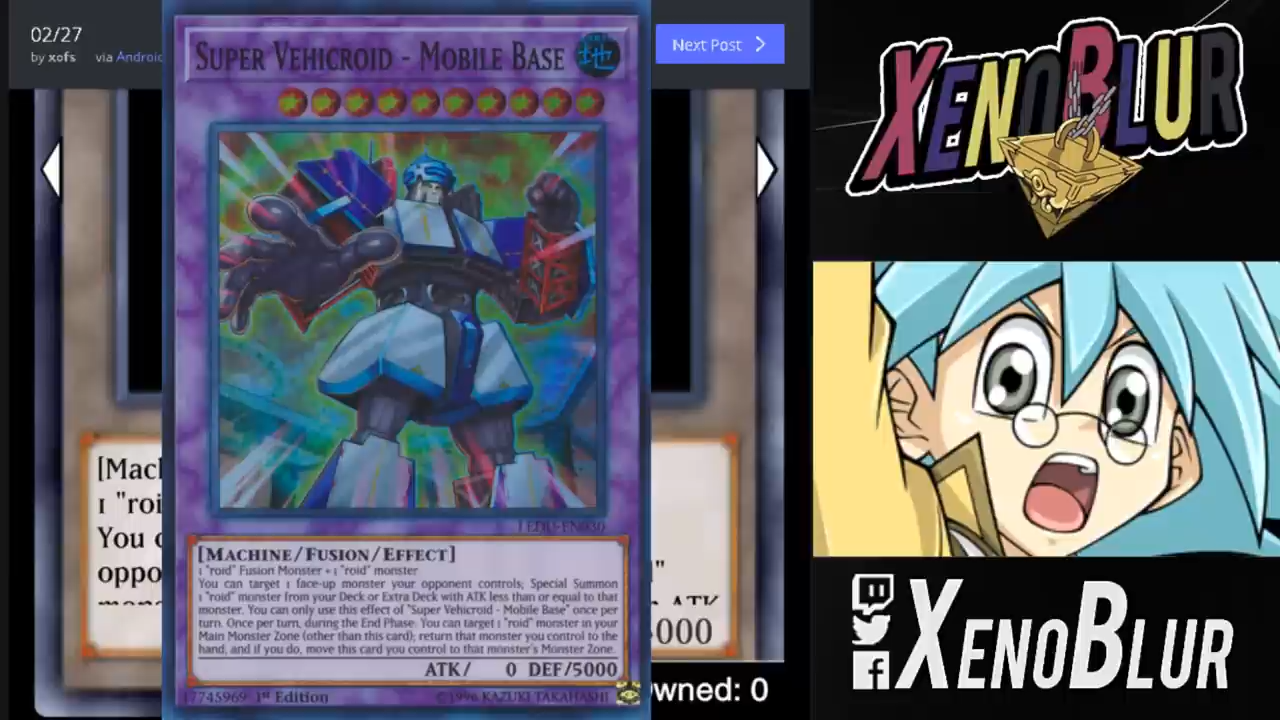 02/27
by xofs via Android
Next Post
SUPER VEHICROID - MOBILE BASE 地
LEDU-EN030
[MACHINE/FUSION/EFFECT]
1 "roid" Fusion Monster + 1 "roid" monster
You can target 1 face-up monster your opponent controls; Special Summon
1 "roid" monster from your Deck or Extra Deck with ATK less than or equal to that
monster. You can only use this effect of "Super Vehicroid - Mobile Base" once per
turn. Once per turn, during the End Phase: You can target 1 "roid" monster in your
Main Monster Zone (other than this card); return that monster you control to the
hand, and if you do, move this card you control to that monster's Monster Zone.
ATK/ 0 DEF/5000
17745969 1st Edition ©1996 KAZUKI TAKAHASHI
[Mach
1 "roi
You c
oppo
ATK
5000
wned: 0
XENOBLUR
XENOBLUR